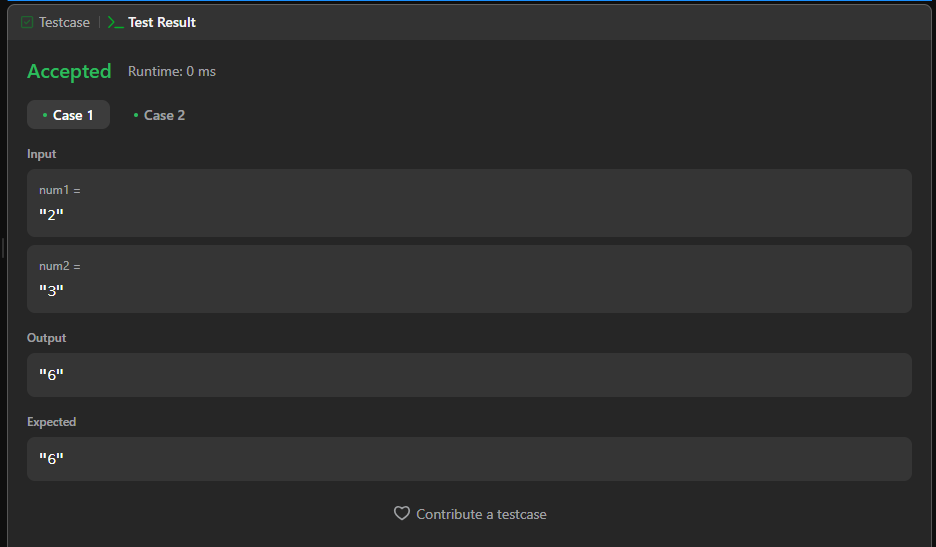 Testcase | Test Result
Accepted Runtime: 0 ms
Case 1 Case 2
Input
num1 =
"2"
num2 =
"3"
Output
"6"
Expected
"6"
Contribute a testcase